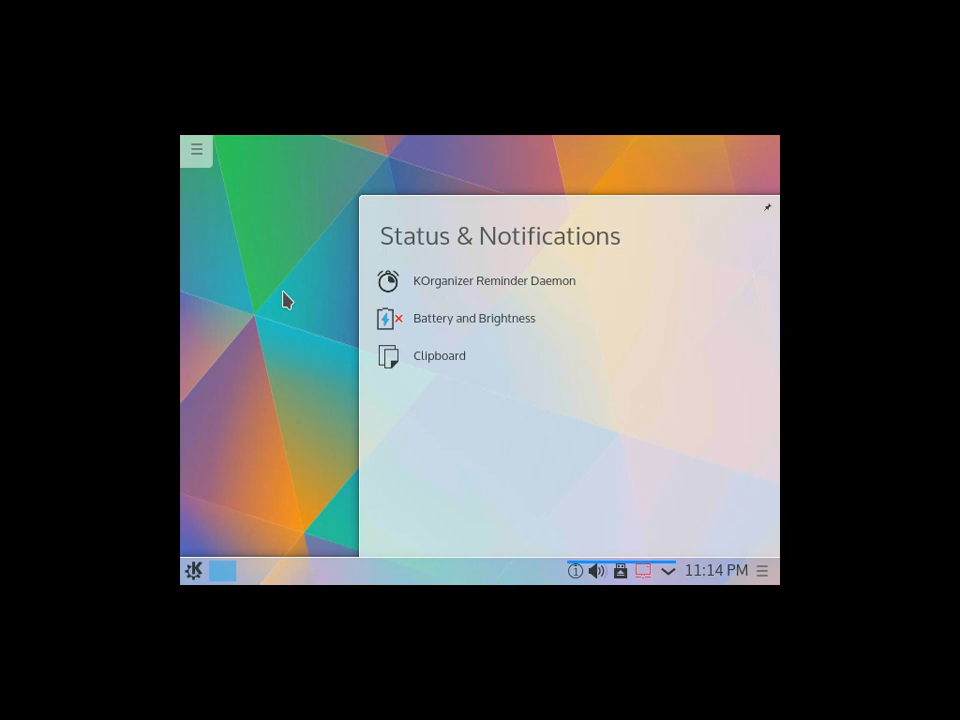 Status & Notifications
KOrganizer Reminder Daemon
Battery and Brightness
Clipboard
11:14 PM